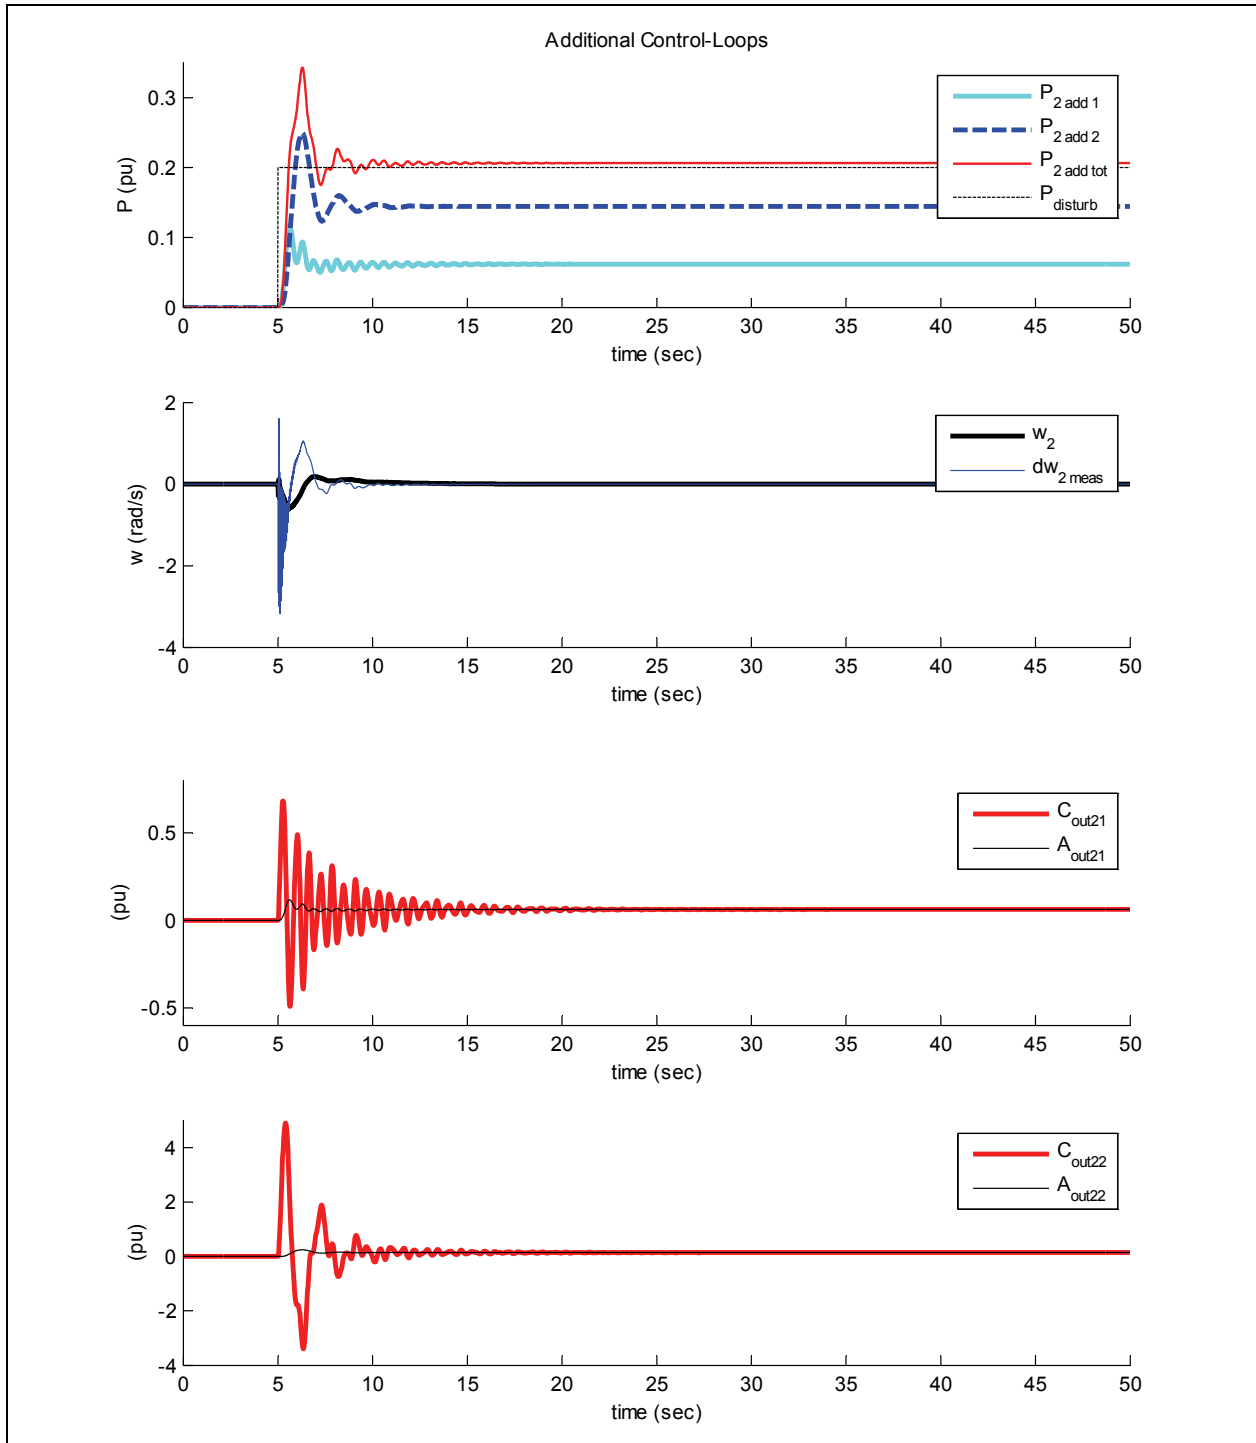 Additional Control-Loops
P (pu)
0.3
0.2
0.1
0
P2 add 1
P2 add 2
P2 add tot
Pdisturb
0 5 10 15 20 25 30 35 40 45 50
time (sec)
w (rad/s)
2
0
-2
-4
w2
dw2 meas
0 5 10 15 20 25 30 35 40 45 50
time (sec)
(pu)
0.5
0
-0.5
Cout21
Aout21
0 5 10 15 20 25 30 35 40 45 50
time (sec)
(pu)
4
2
0
-2
-4
Cout22
Aout22
0 5 10 15 20 25 30 35 40 45 50
time (sec)